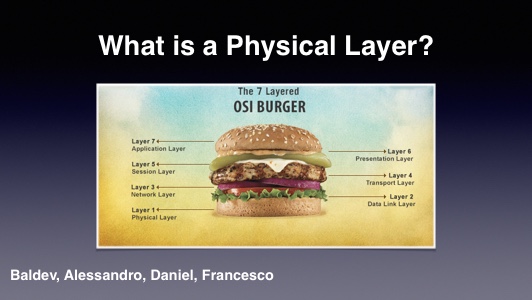 What is a Physical Layer?
The 7 Layered
OSI BURGER
Layer 7
Application Layer
Layer 6
Presentation Layer
Layer 5
Session Layer
Layer 4
Transport Layer
Layer 3
Network Layer
Layer 2
Data Link Layer
Layer 1
Physical Layer
Baldev, Alessandro, Daniel, Francesco